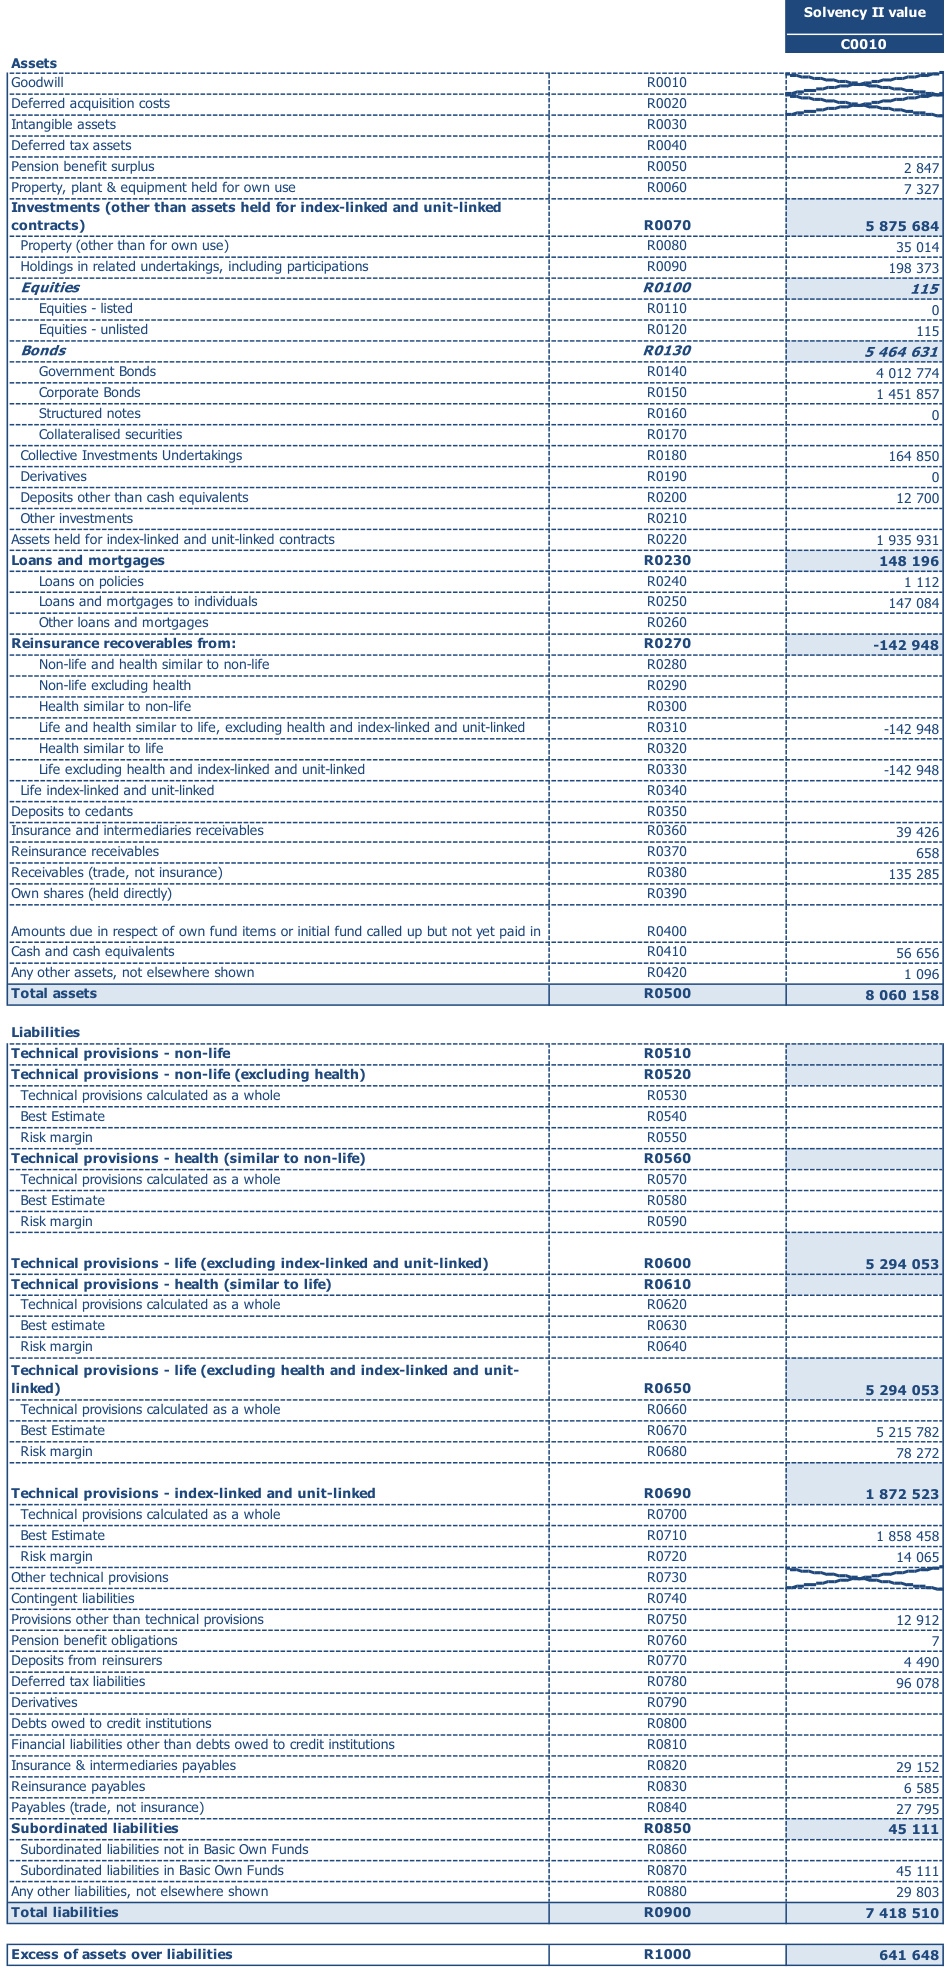 Solvency II value
C0010
Assets
Goodwill R0010
Deferred acquisition costs R0020
Intangible assets R0030
Deferred tax assets R0040
Pension benefit surplus R0050 2 847
Property, plant & equipment held for own use R0060 7 327
Investments (other than assets held for index-linked and unit-linked
contracts) R0070 5 875 684
Property (other than for own use) R0080 35 014
Holdings in related undertakings, including participations R0090 198 373
Equities R0100 115
Equities - listed R0110 0
Equities - unlisted R0120 115
Bonds R0130 5 464 631
Government Bonds R0140 4 012 774
Corporate Bonds R0150 1 451 857
Structured notes R0160 0
Collateralised securities R0170
Collective Investments Undertakings R0180 164 850
Derivatives R0190 0
Deposits other than cash equivalents R0200 12 700
Other investments R0210
Assets held for index-linked and unit-linked contracts R0220 1 935 931
Loans and mortgages R0230 148 196
Loans on policies R0240 1 112
Loans and mortgages to individuals R0250 147 084
Other loans and mortgages R0260
Reinsurance recoverables from: R0270 -142 948
Non-life and health similar to non-life R0280
Non-life excluding health R0290
Health similar to non-life R0300
Life and health similar to life, excluding health and index-linked and unit-linked R0310 -142 948
Health similar to life R0320
Life excluding health and index-linked and unit-linked R0330 -142 948
Life index-linked and unit-linked R0340
Deposits to cedants R0350
Insurance and intermediaries receivables R0360 39 426
Reinsurance receivables R0370 658
Receivables (trade, not insurance) R0380 135 285
Own shares (held directly) R0390
Amounts due in respect of own fund items or initial fund called up but not yet paid in R0400
Cash and cash equivalents R0410 56 656
Any other assets, not elsewhere shown R0420 1 096
Total assets R0500 8 060 158
Liabilities
Technical provisions - non-life R0510
Technical provisions - non-life (excluding health) R0520
Technical provisions calculated as a whole R0530
Best Estimate R0540
Risk margin R0550
Technical provisions - health (similar to non-life) R0560
Technical provisions calculated as a whole R0570
Best Estimate R0580
Risk margin R0590
Technical provisions - life (excluding index-linked and unit-linked) R0600 5 294 053
Technical provisions - health (similar to life) R0610
Technical provisions calculated as a whole R0620
Best estimate R0630
Risk margin R0640
Technical provisions - life (excluding health and index-linked and unit-
linked) R0650 5 294 053
Technical provisions calculated as a whole R0660
Best Estimate R0670 5 215 782
Risk margin R0680 78 272
Technical provisions - index-linked and unit-linked R0690 1 872 523
Technical provisions calculated as a whole R0700
Best Estimate R0710 1 858 458
Risk margin R0720 14 065
Other technical provisions R0730
Contingent liabilities R0740
Provisions other than technical provisions R0750 12 912
Pension benefit obligations R0760 7
Deposits from reinsurers R0770 4 490
Deferred tax liabilities R0780 96 078
Derivatives R0790
Debts owed to credit institutions R0800
Financial liabilities other than debts owed to credit institutions R0810
Insurance & intermediaries payables R0820 29 152
Reinsurance payables R0830 6 585
Payables (trade, not insurance) R0840 27 795
Subordinated liabilities R0850 45 111
Subordinated liabilities not in Basic Own Funds R0860
Subordinated liabilities in Basic Own Funds R0870 45 111
Any other liabilities, not elsewhere shown R0880 29 803
Total liabilities R0900 7 418 510
Excess of assets over liabilities R1000 641 648